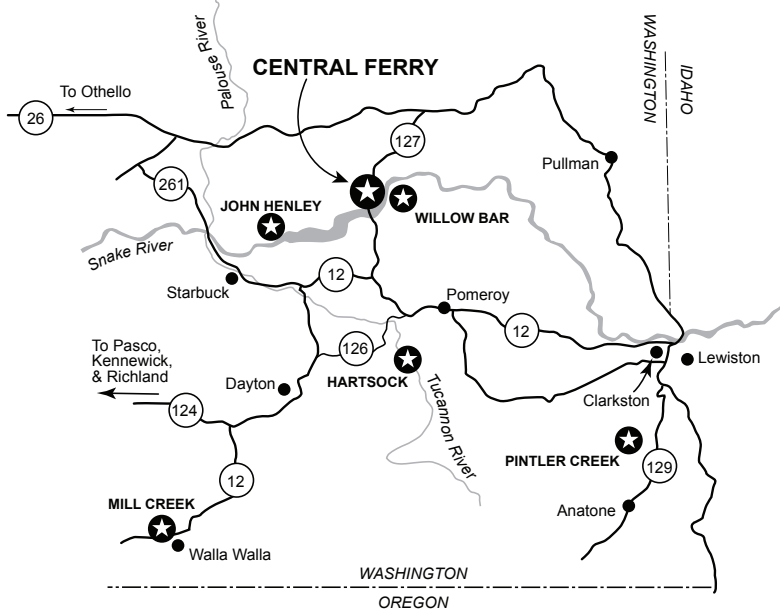 WASHINGTON
IDAHO
Palouse River
CENTRAL FERRY
To Othello
26
127
Pullman
261
JOHN HENLEY
WILLOW BAR
Snake River
12
Starbuck
Pomeroy
12
To Pasco,
Kennewick,
& Richland
126
Lewiston
HARTSOCK
Dayton
Clarkston
124
Tucannon River
PINTLER CREEK
129
12
MILL CREEK
Anatone
Walla Walla
WASHINGTON
OREGON